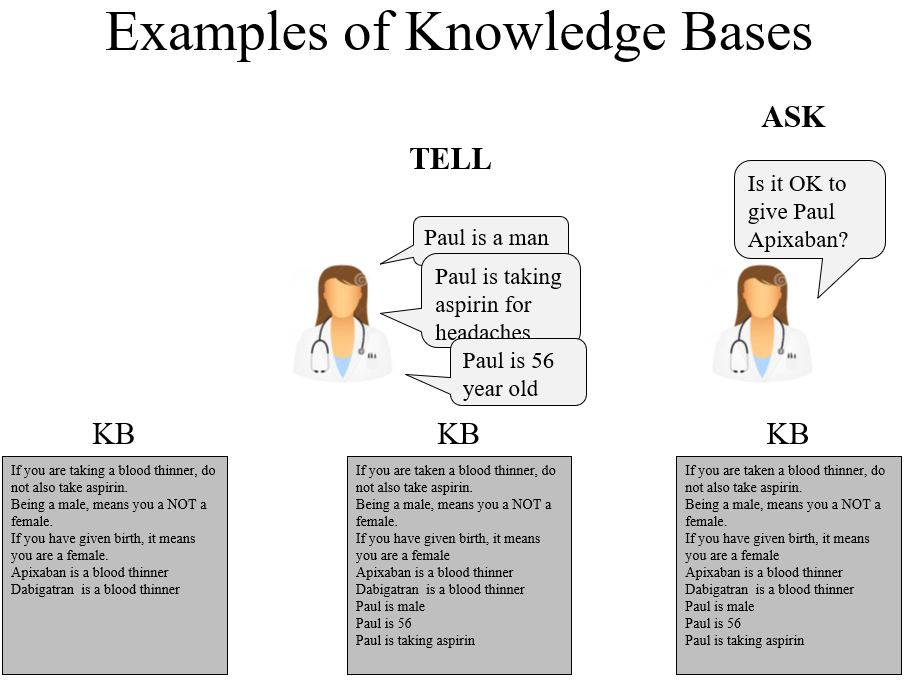 Examples of Knowledge Bases
ASK
Is it OK to
give Paul
Apixaban?
TELL
Paul is a man
Paul is taking
aspirin for
headaches
Paul is 56
year old
KB
If you are taking a blood thinner, do
not also take aspirin.
Being a male, means you a NOT a
female.
If you have given birth, it means
you are a female.
Apixaban is a blood thinner
Dabigatran  is a blood thinner
KB
If you are taken a blood thinner, do
not also take aspirin.
Being a male, means you a NOT a
female.
If you have given birth, it means
you are a female
Apixaban is a blood thinner
Dabigatran  is a blood thinner
Paul is male
Paul is 56
Paul is taking aspirin
KB
If you are taken a blood thinner, do
not also take aspirin.
Being a male, means you a NOT a
female.
If you have given birth, it means
you are a female
Apixaban is a blood thinner
Dabigatran  is a blood thinner
Paul is male
Paul is 56
Paul is taking aspirin